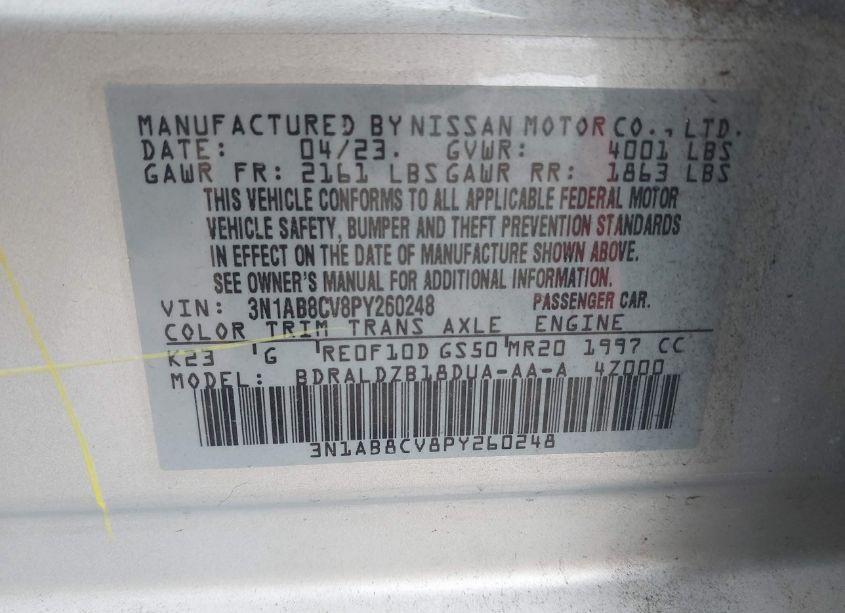 MANUFACTURED BY NISSAN MOTOR CO., LTD.
DATE: 04/23. GVWR: 4001 LBS
GAWR FR: 2161 LBS GAWR RR: 1863 LBS
THIS VEHICLE CONFORMS TO ALL APPLICABLE FEDERAL MOTOR
VEHICLE SAFETY, BUMPER AND THEFT PREVENTION STANDARDS
IN EFFECT ON THE DATE OF MANUFACTURE SHOWN ABOVE.
SEE OWNER'S MANUAL FOR ADDITIONAL INFORMATION.
VIN: 3N1AB8CV8PY260248 PASSENGER CAR.
COLOR TRIM TRANS AXLE ENGINE
K23 G RE0F10D GS50 MR20 1997 CC
MODEL: BDRALDZB18DUA-AA-A 4Z000
3N1AB8CV8PY260248